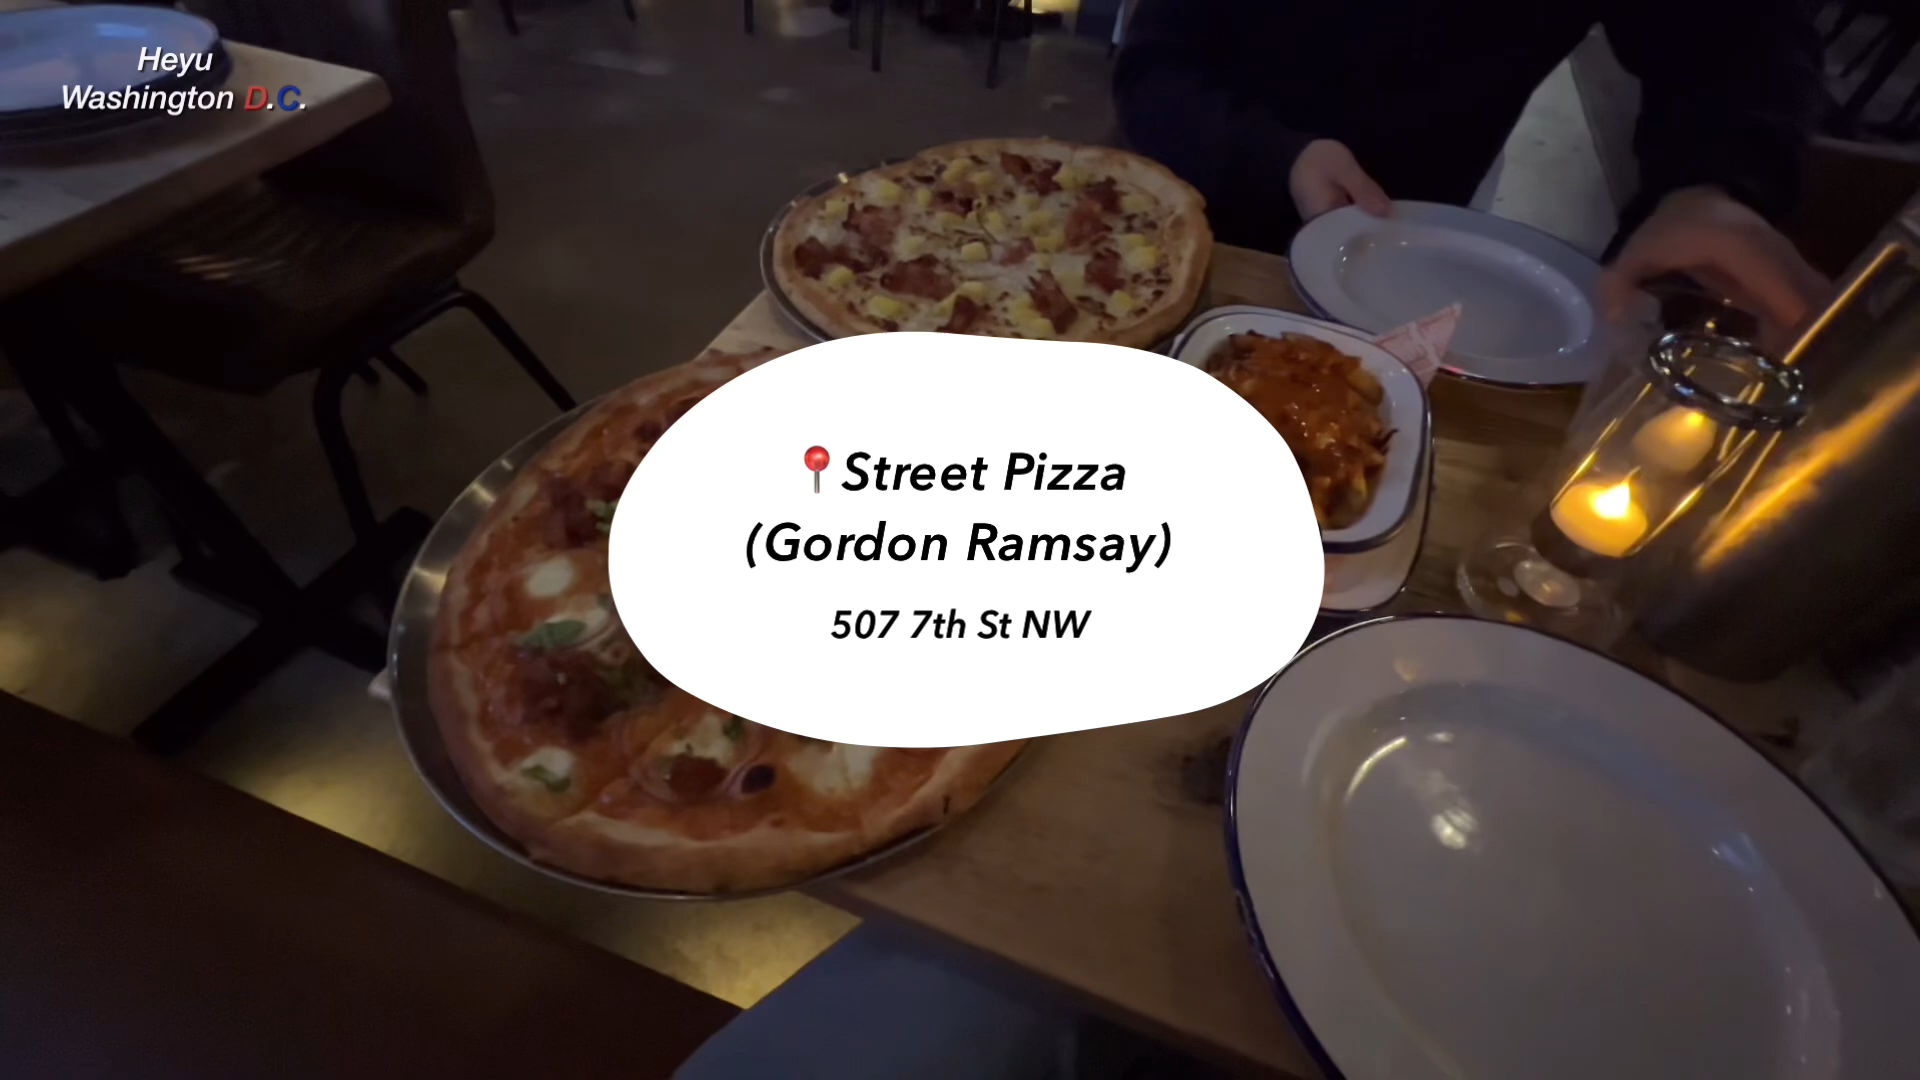 Heyu
Washington D.C.
📍Street Pizza
(Gordon Ramsay)
507 7th St NW